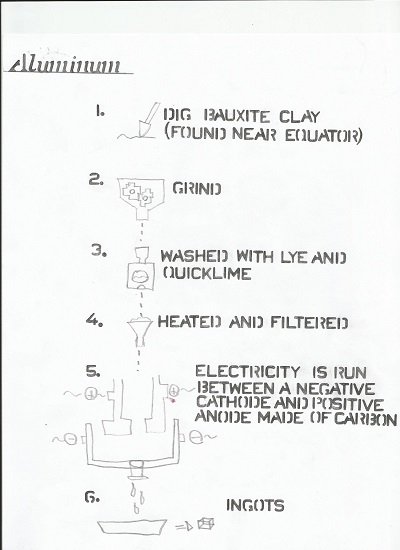 Aluminum
1. DIG BAUXITE CLAY
(FOUND NEAR EQUATOR)
2. GRIND
3. WASHED WITH LYE AND
QUICKLIME
4. HEATED AND FILTERED
5. ELECTRICITY IS RUN
BETWEEN A NEGATIVE
CATHODE AND POSITIVE
ANODE MADE OF CARBON
+ +
- -
6. INGOTS